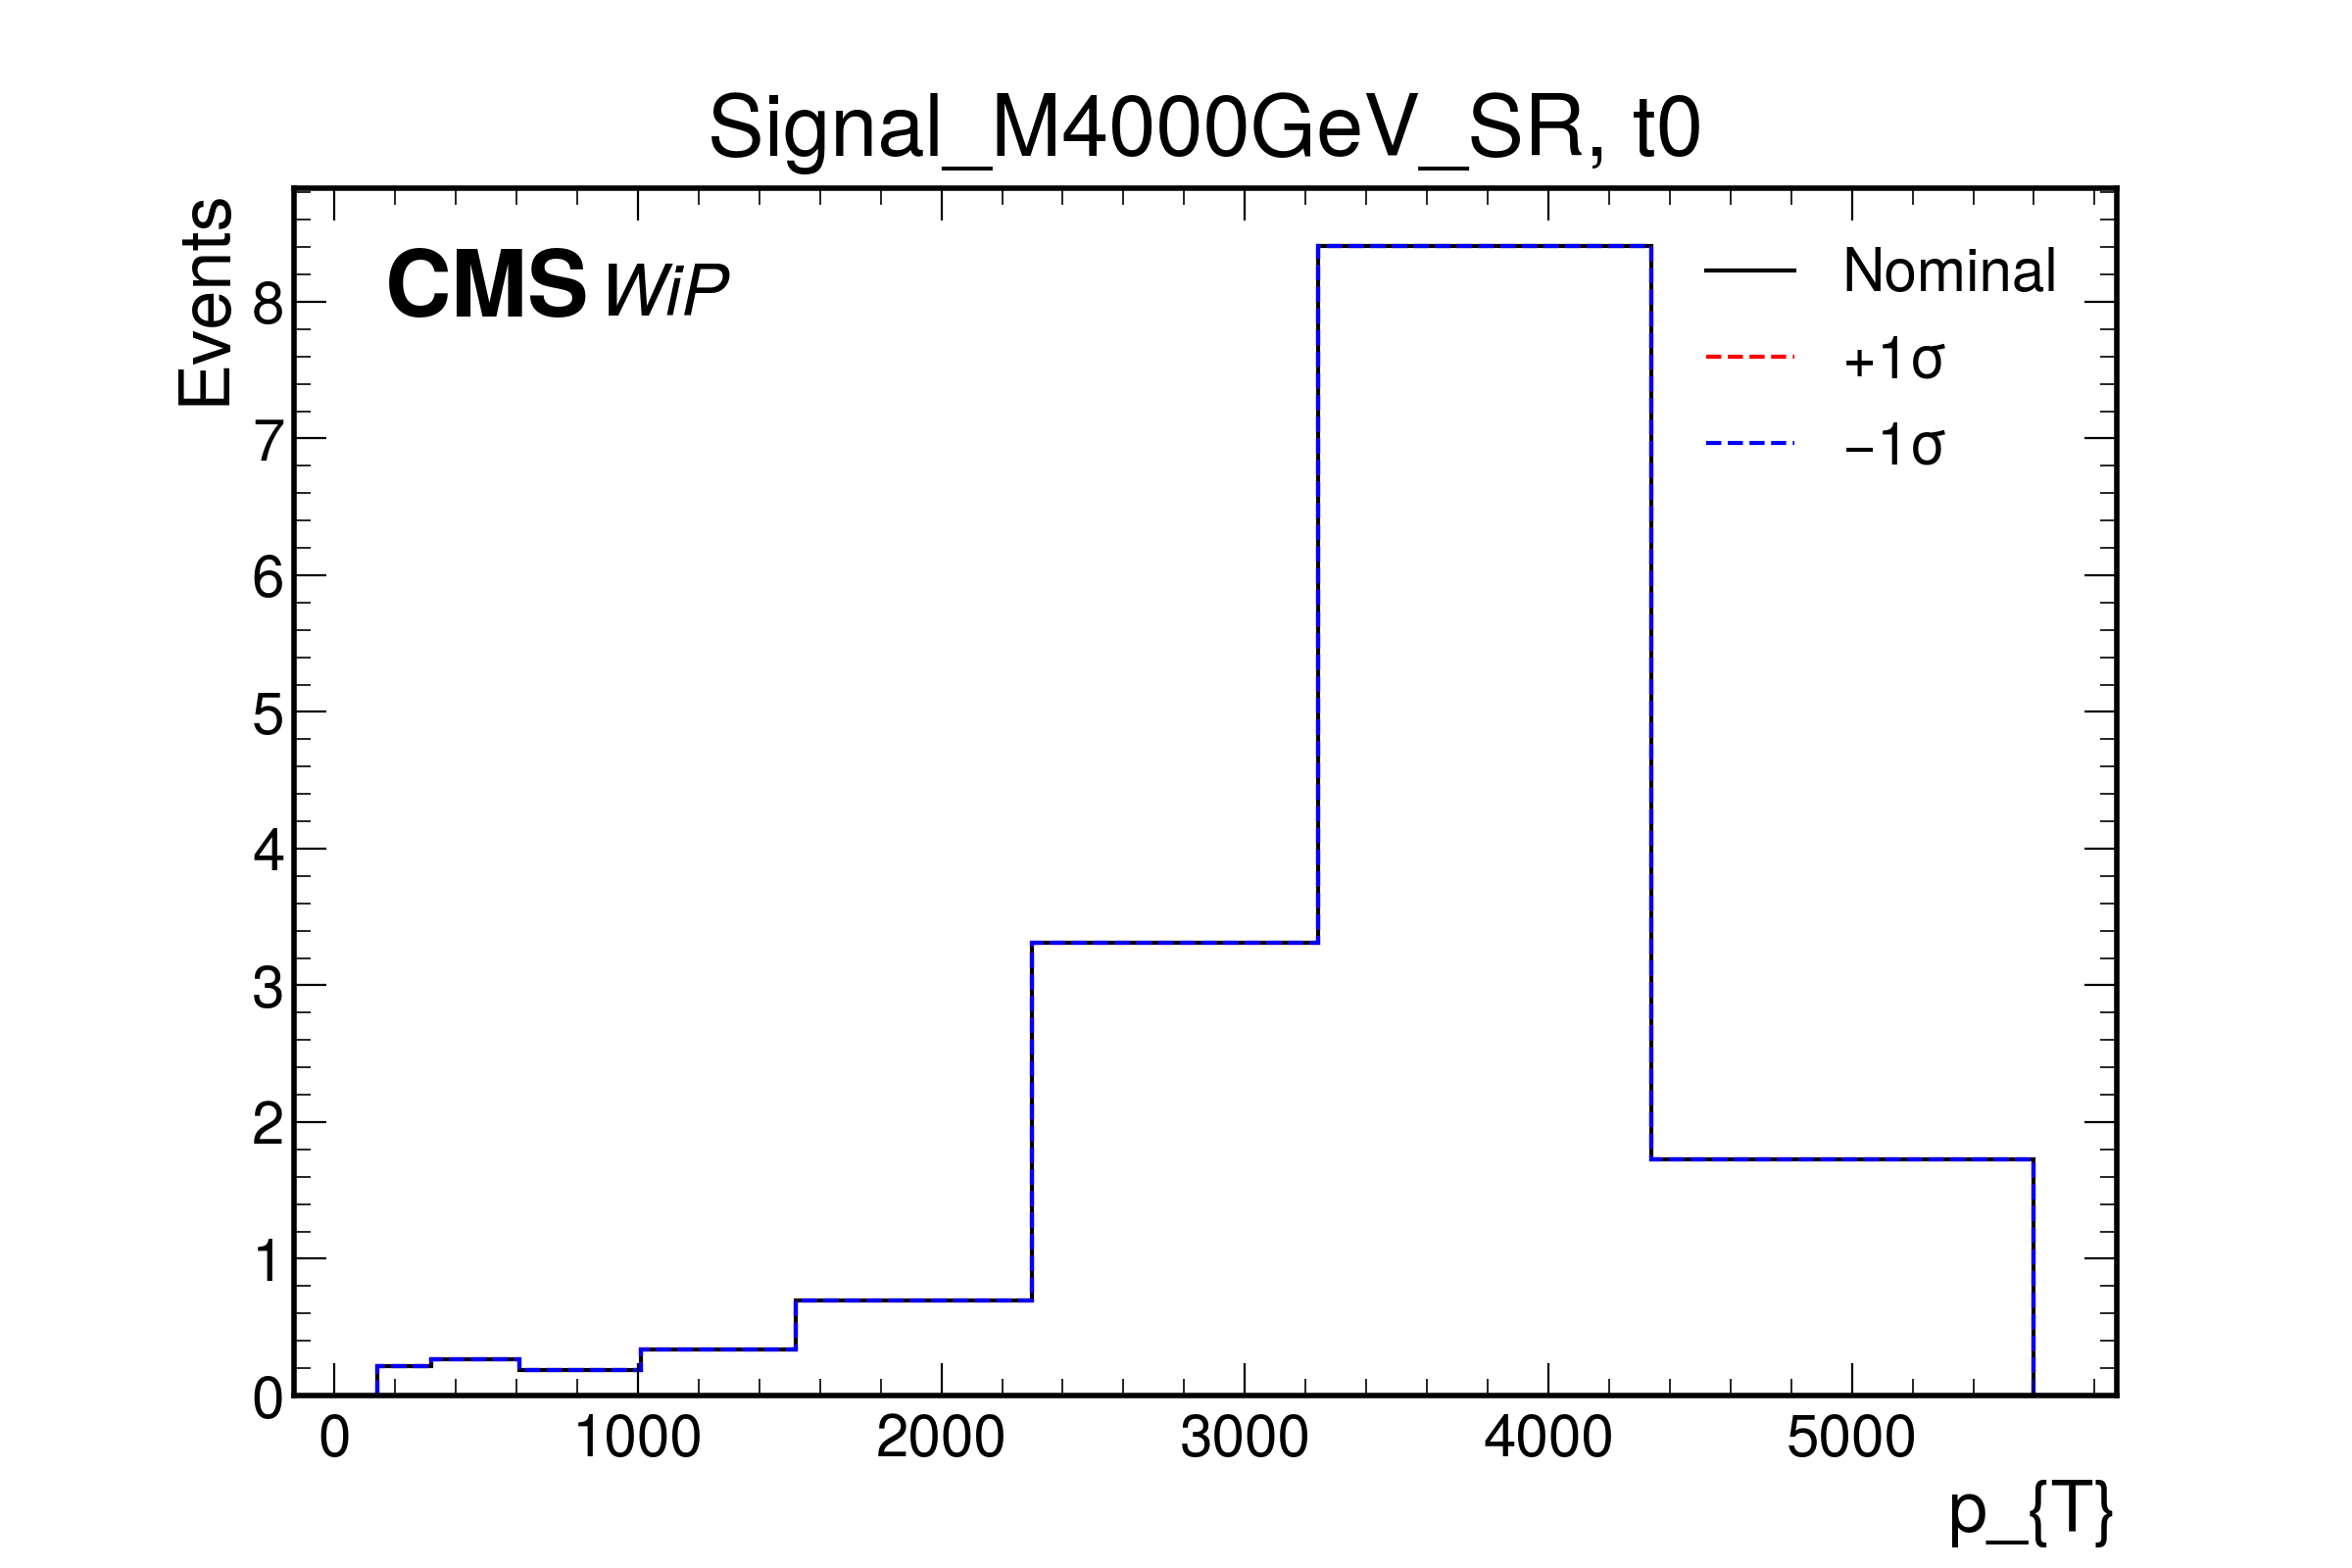 Signal_M4000GeV_SR, t0
Events
CMS WiP
Nominal
+1σ
−1σ
8
7
6
5
4
3
2
1
0
0 1000 2000 3000 4000 5000
p_{T}